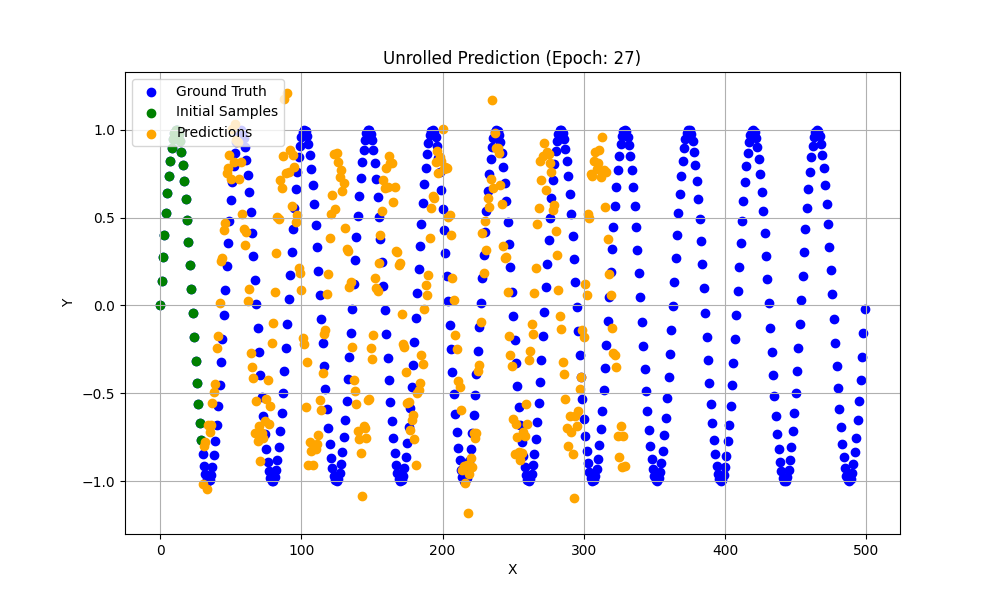 Unrolled Prediction (Epoch: 27)
Ground Truth
Initial Samples
Predictions
1.0
0.5
0.0
−0.5
−1.0
Y
0 100 200 300 400 500
X